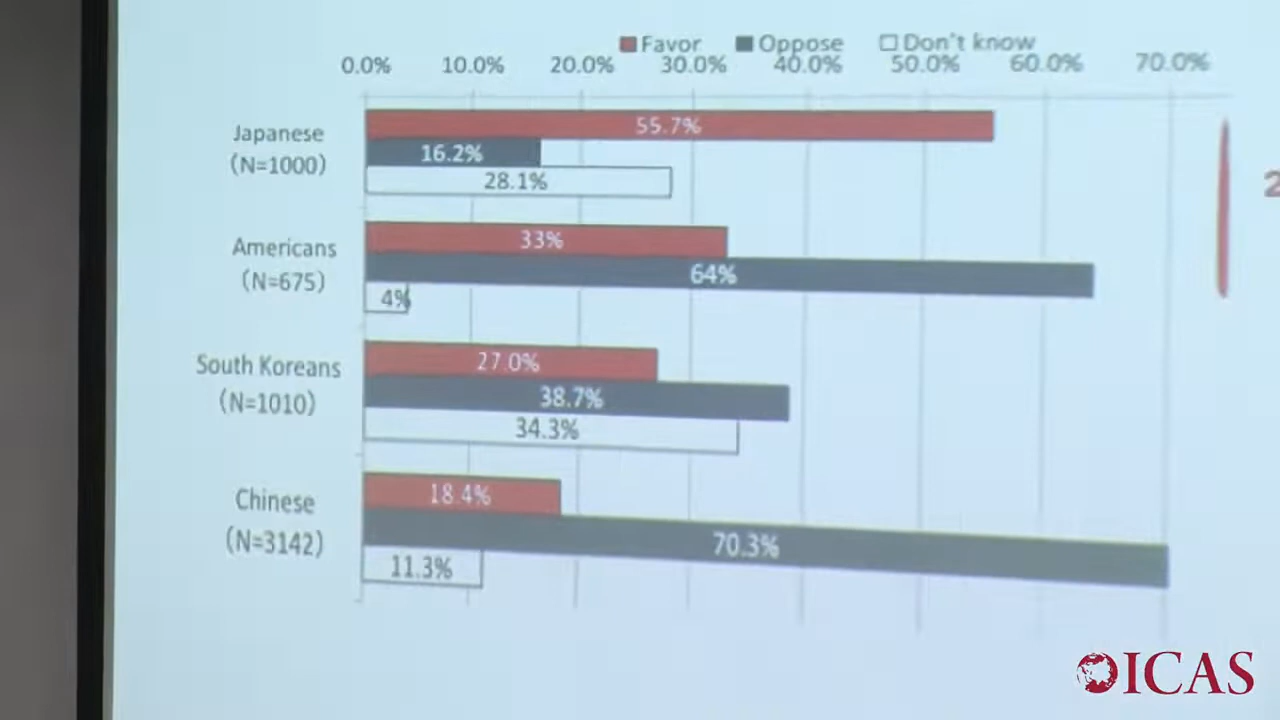 Favor Oppose Don't know
0.0% 10.0% 20.0% 30.0% 40.0% 50.0% 60.0% 70.0%
Japanese
(N=1000)
55.7%
16.2%
28.1%
2
Americans
(N=675)
33%
64%
4%
South Koreans
(N=1010)
27.0%
38.7%
34.3%
Chinese
(N=3142)
18.4%
70.3%
11.3%
ICAS